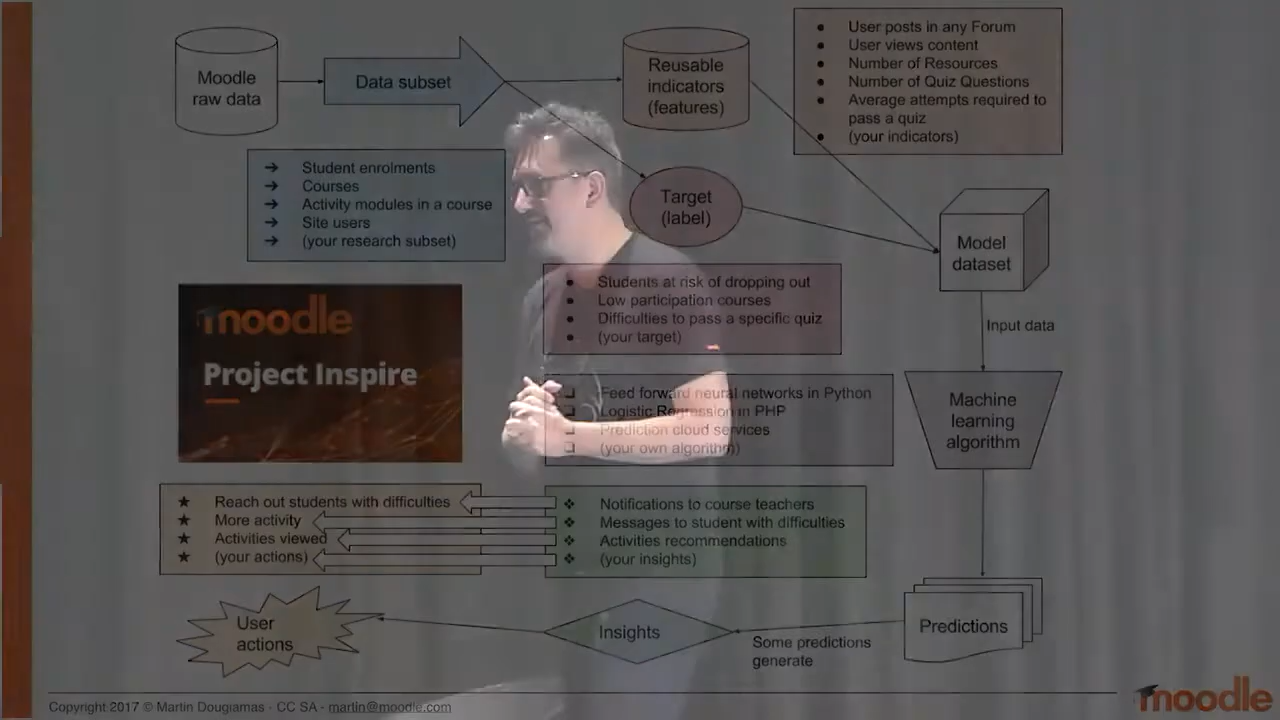 Moodle
raw data
Data subset
Reusable
indicators
(features)
User posts in any Forum
User views content
Number of Resources
Number of Quiz Questions
Average attempts required to
pass a quiz
(your indicators)
Student enrolments
Courses
Activity modules in a course
Site users
(your research subset)
Target
(label)
Model
dataset
Students at risk of dropping out
Low participation courses
Difficulties to pass a specific quiz
(your target)
Input data
moodle
Project Inspire
Feed forward neural networks in Python
Logistic Regression in PHP
Prediction cloud services
(your own algorithm)
Machine
learning
algorithm
Reach out students with difficulties
More activity
Activities viewed
(your actions)
Notifications to course teachers
Messages to student with difficulties
Activities recommendations
(your insights)
User
actions
Insights
Some predictions
generate
Predictions
Copyright 2017 © Martin Dougiamas - CC SA - martin@moodle.com
moodle